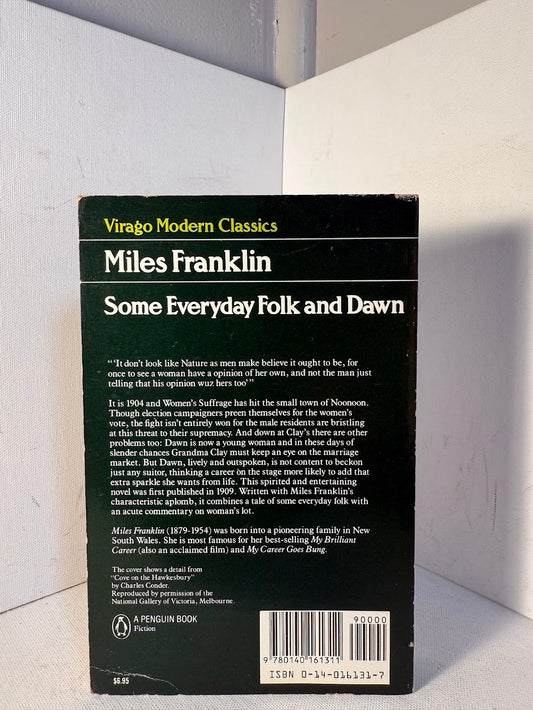 Virago Modern Classics
Miles Franklin
Some Everyday Folk and Dawn
"'It don't look like Nature as men make believe it ought to be, for
once to see a woman have a opinion of her own, and not the man just
telling that his opinion wuz hers too'"
It is 1904 and Women's Suffrage has hit the small town of Noonoon.
Though election campaigners preen themselves for the women's
vote, the fight isn't entirely won for the male residents are bristling
at this threat to their supremacy. And down at Clay's there are other
problems too: Dawn is now a young woman and in these days of
slender chances Grandma Clay must keep an eye on the marriage
market. But Dawn, lively and outspoken, is not content to beckon
just any suitor, thinking a career on the stage more likely to add that
extra sparkle she wants from life. This spirited and entertaining
novel was first published in 1909. Written with Miles Franklin's
characteristic aplomb, it combines a tale of some everyday folk with
an acute commentary on woman's lot.
Miles Franklin (1879-1954) was born into a pioneering family in New
South Wales. She is most famous for her best-selling My Brilliant
Career (also an acclaimed film) and My Career Goes Bung.
The cover shows a detail from
"Cove on the Hawkesbury"
by Charles Conder.
Reproduced by permission of the
National Gallery of Victoria, Melbourne.
A PENGUIN BOOK
Fiction
$6.95
90000
9 780140 161311
ISBN 0-14-016131-7